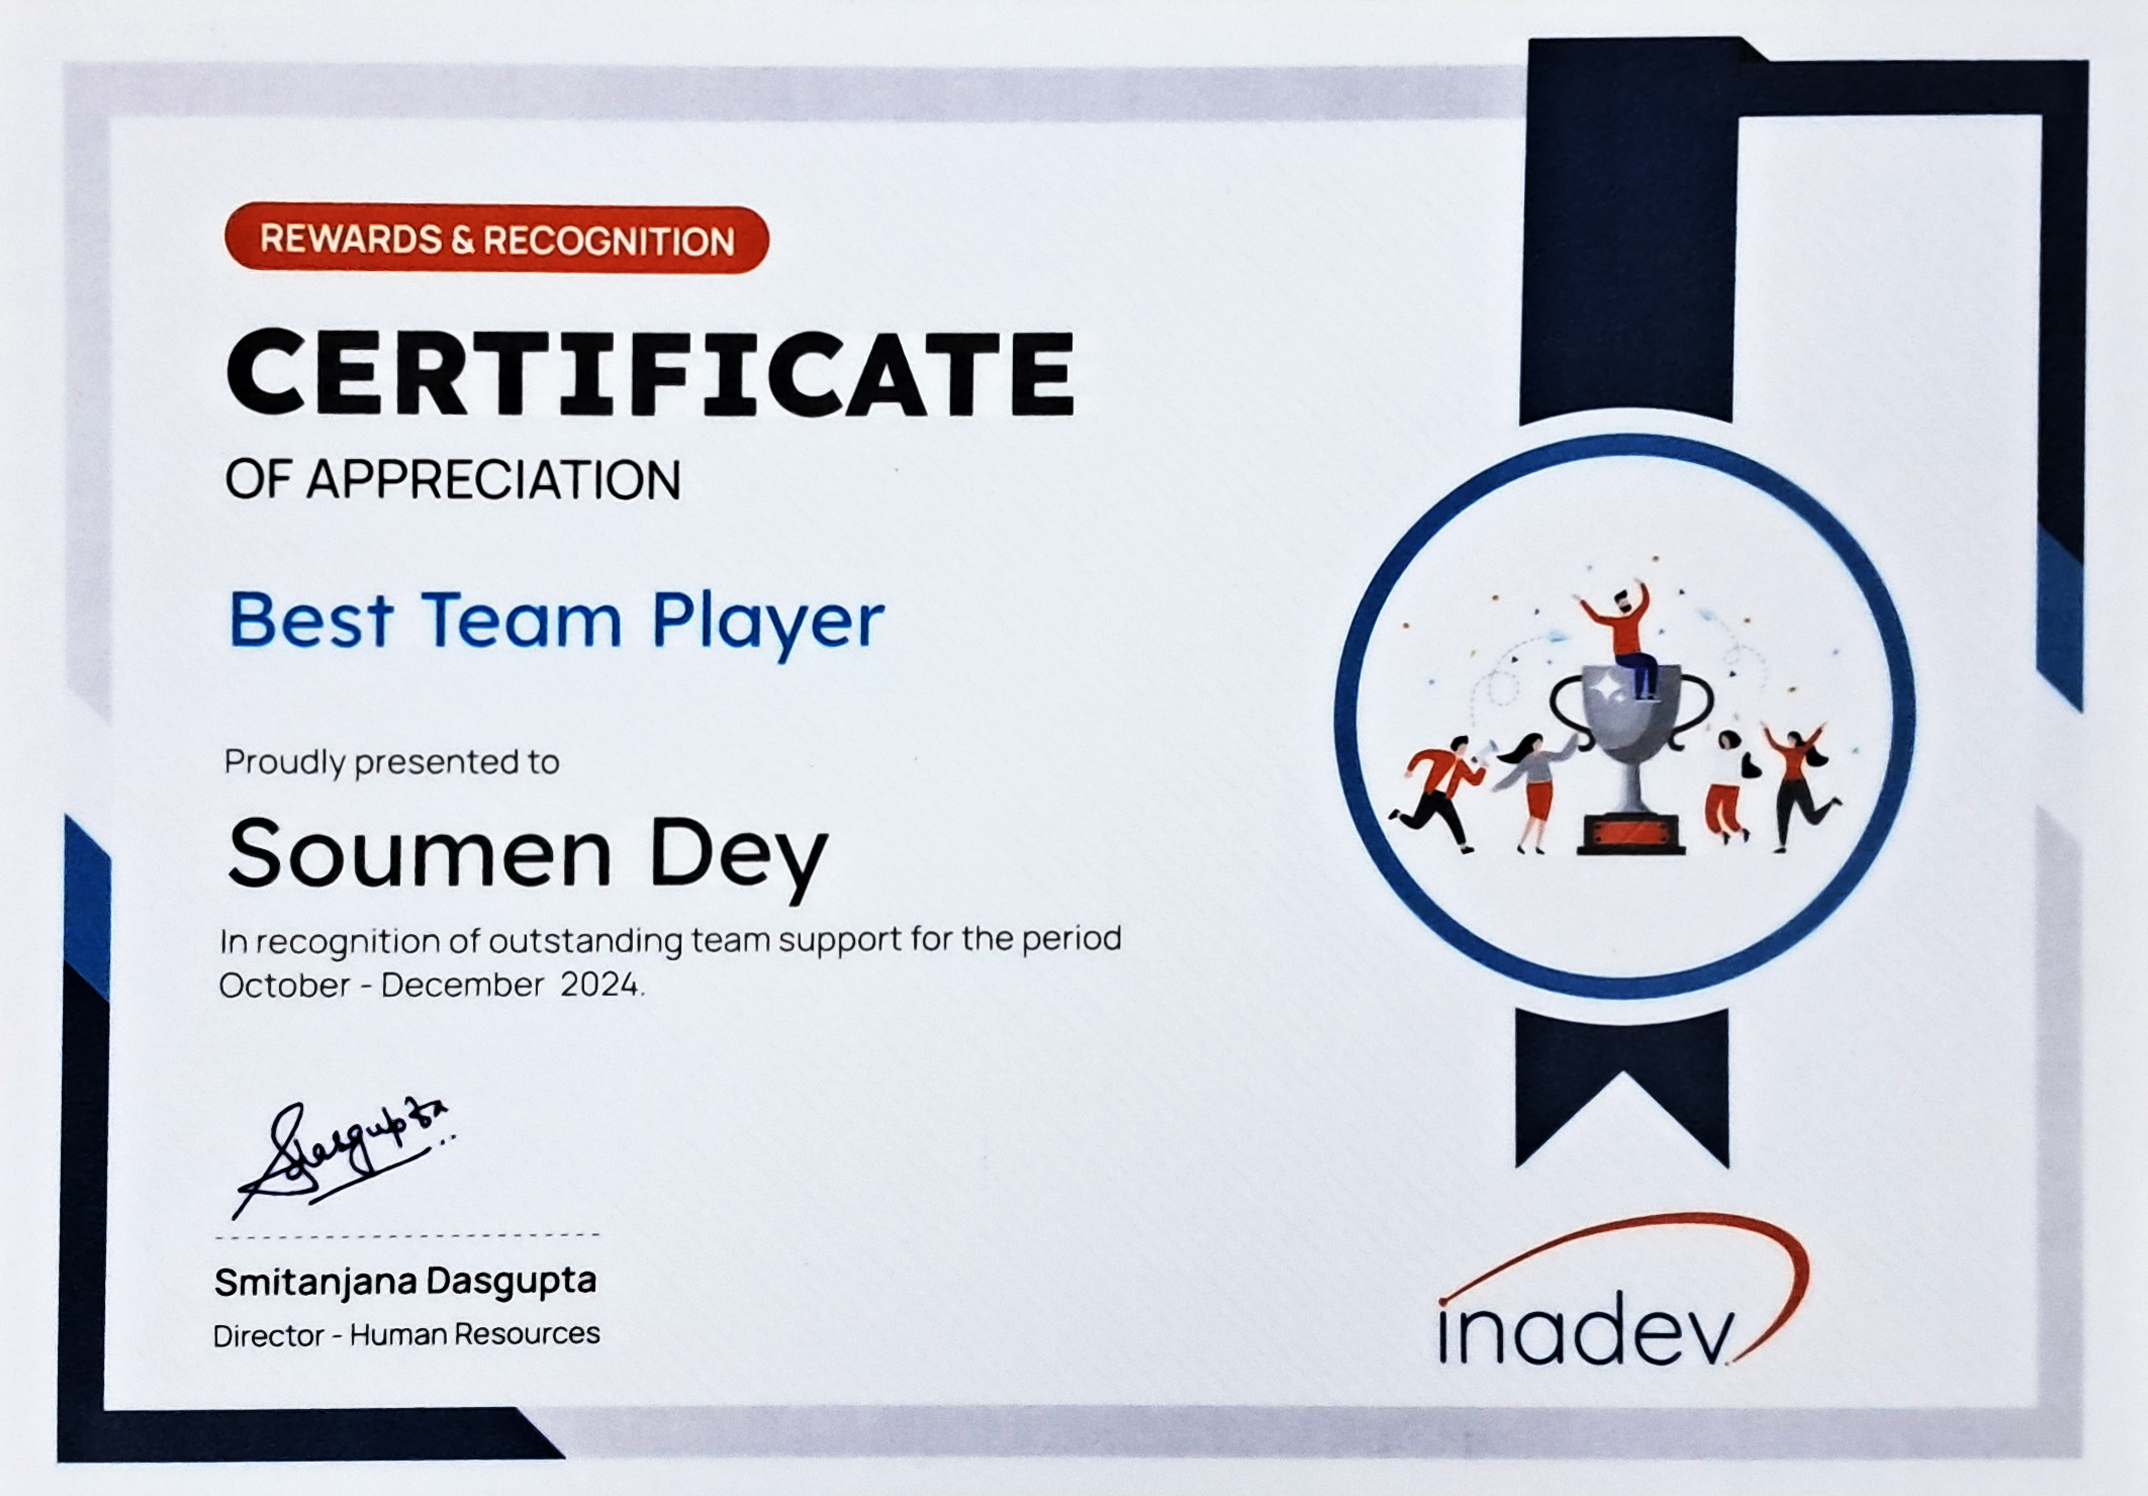 REWARDS & RECOGNITION
CERTIFICATE
OF APPRECIATION
Best Team Player
Proudly presented to
Soumen Dey
In recognition of outstanding team support for the period
October - December 2024.
SDasgupta
Smitanjana Dasgupta
Director - Human Resources
inadev